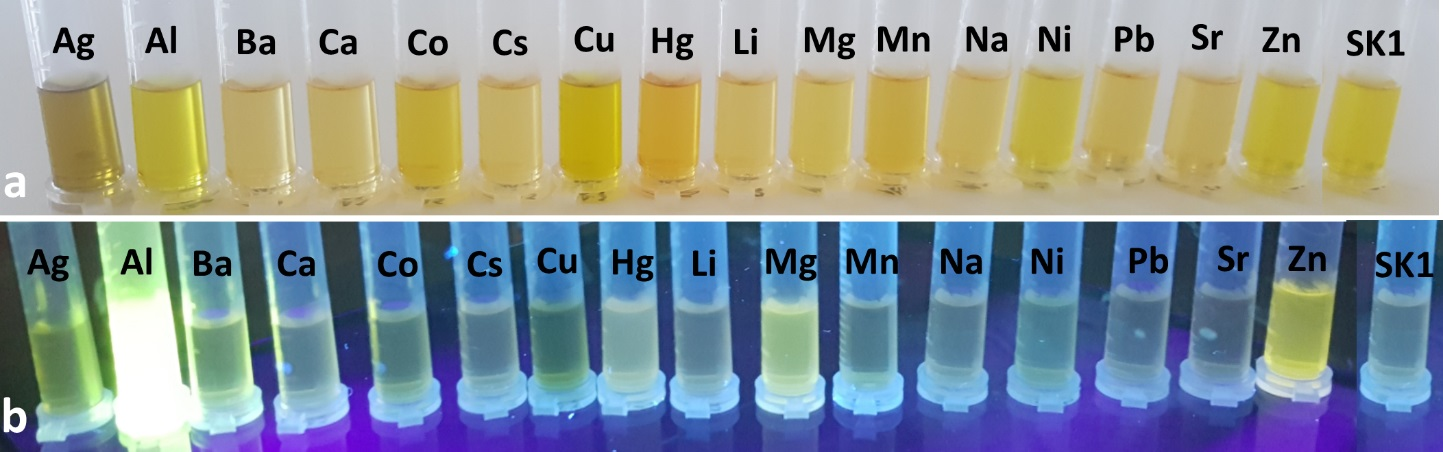 Ag Al Ba Ca Co Cs Cu Hg Li Mg Mn Na Ni Pb Sr Zn SK1
a
Ag Al Ba Ca Co Cs Cu Hg Li Mg Mn Na Ni Pb Sr Zn SK1
b